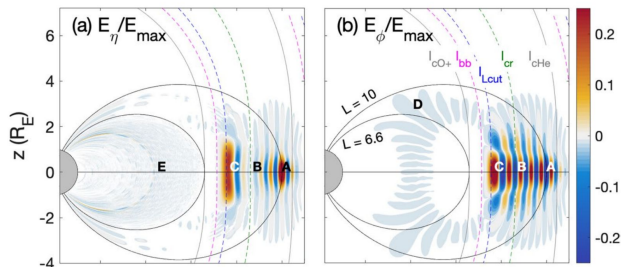 (a) E_η/E_max
(b) E_ϕ/E_max
l_cO+ l_bb l_Lcut l_cr l_cHe
L = 10
L = 6.6
D
E C B A
C B A
z (R_E)
6
4
2
0
-2
-4
0.2
0.1
0
-0.1
-0.2